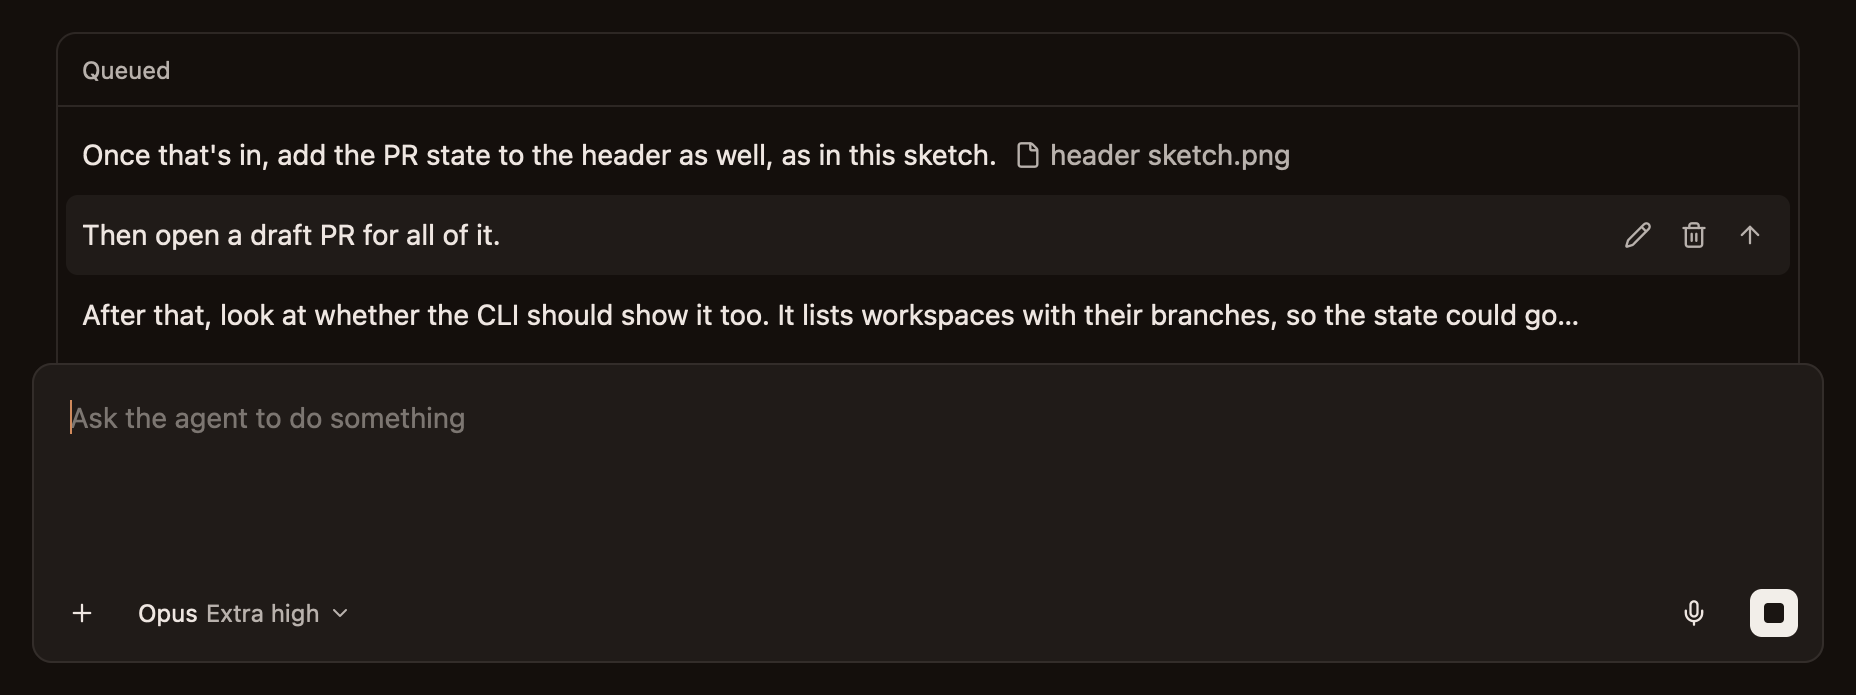 Queued
Once that's in, add the PR state to the header as well, as in this sketch. header sketch.png
Then open a draft PR for all of it.
After that, look at whether the CLI should show it too. It lists workspaces with their branches, so the state could go...
Ask the agent to do something
Opus Extra high